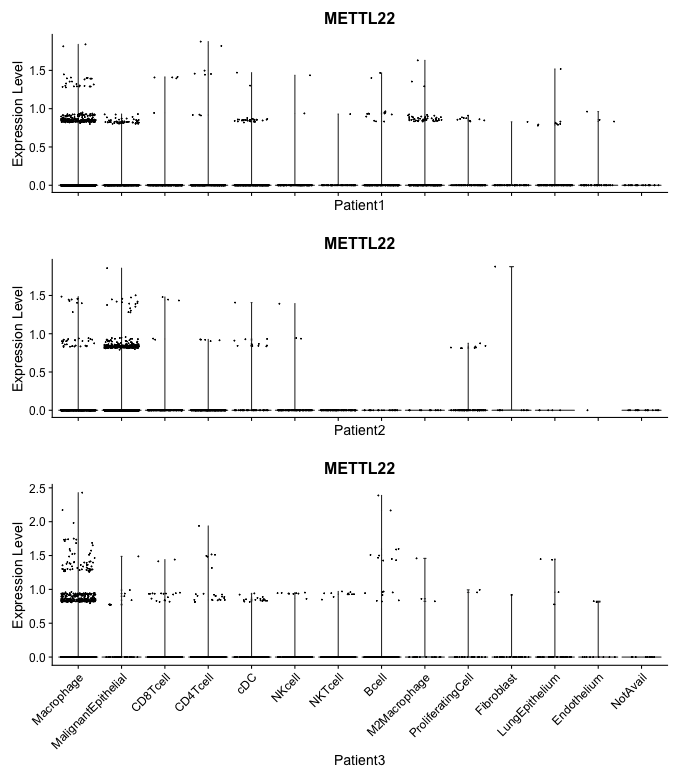 METTL22
Expression Level
1.5
1.0
0.5
0.0
Patient1
METTL22
Expression Level
1.5
1.0
0.5
0.0
Patient2
METTL22
Expression Level
2.5
2.0
1.5
1.0
0.5
0.0
Macrophage
MalignantEpithelial
CD8Tcell
CD4Tcell
cDC
NKcell
NKTcell
Bcell
M2Macrophage
ProliferatingCell
Fibroblast
LungEpithelium
Endothelium
NotAvail
Patient3